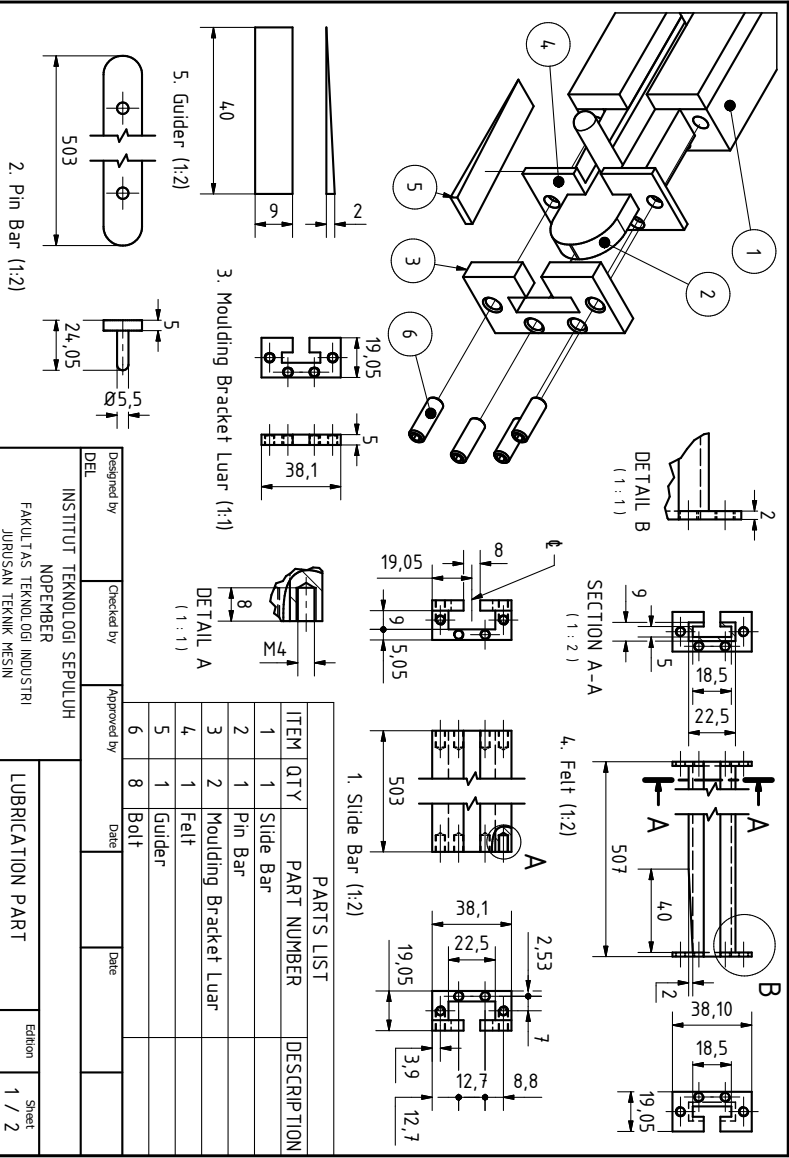 1
2
3
4
5
6
40
9
2
5. Guider (1:2)
503
2. Pin Bar (1:2)
5
24,05
Ø5,5
19,05
5
38,1
3. Moulding Bracket Luar (1:1)
2
DETAIL B
( 1 : 1 )
9
5
18,5
22,5
SECTION A-A
( 1 : 2 )
A
A
507
40
B
2
38,10
18,5
19,05
4. Felt (1:2)
℄
8
19,05
9
5,05
503
A
38,1
22,5
19,05
2,53
7
3,9
12,7
8,8
12,7
1. Slide Bar (1:2)
8
M4
DETAIL A
( 1 : 1 )
PARTS LIST
ITEM QTY PART NUMBER DESCRIPTION
1 1 Slide Bar
2 1 Pin Bar
3 2 Moulding Bracket Luar
4 1 Felt
5 1 Guider
6 8 Bolt
Designed by Checked by Approved by Date Date
DEL
INSTITUT TEKNOLOGI SEPULUH
NOPEMBER
FAKULTAS TEKNOLOGI INDUSTRI
JURUSAN TEKNIK MESIN
LUBRICATION PART
Edition
Sheet
1 / 2